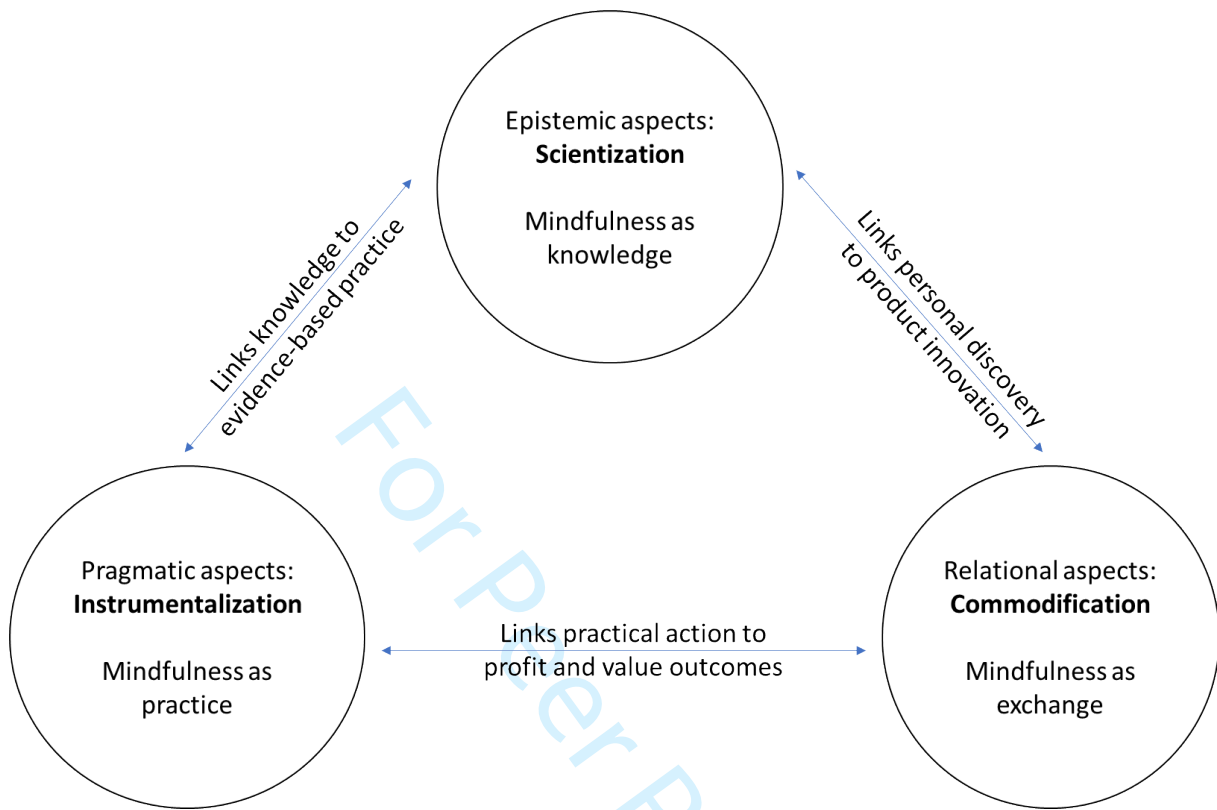 Epistemic aspects:
Scientization
Mindfulness as
knowledge
Links knowledge to
evidence-based practice
Links personal discovery
to product innovation
Pragmatic aspects:
Instrumentalization
Mindfulness as
practice
Links practical action to
profit and value outcomes
Relational aspects:
Commodification
Mindfulness as
exchange
For Peer